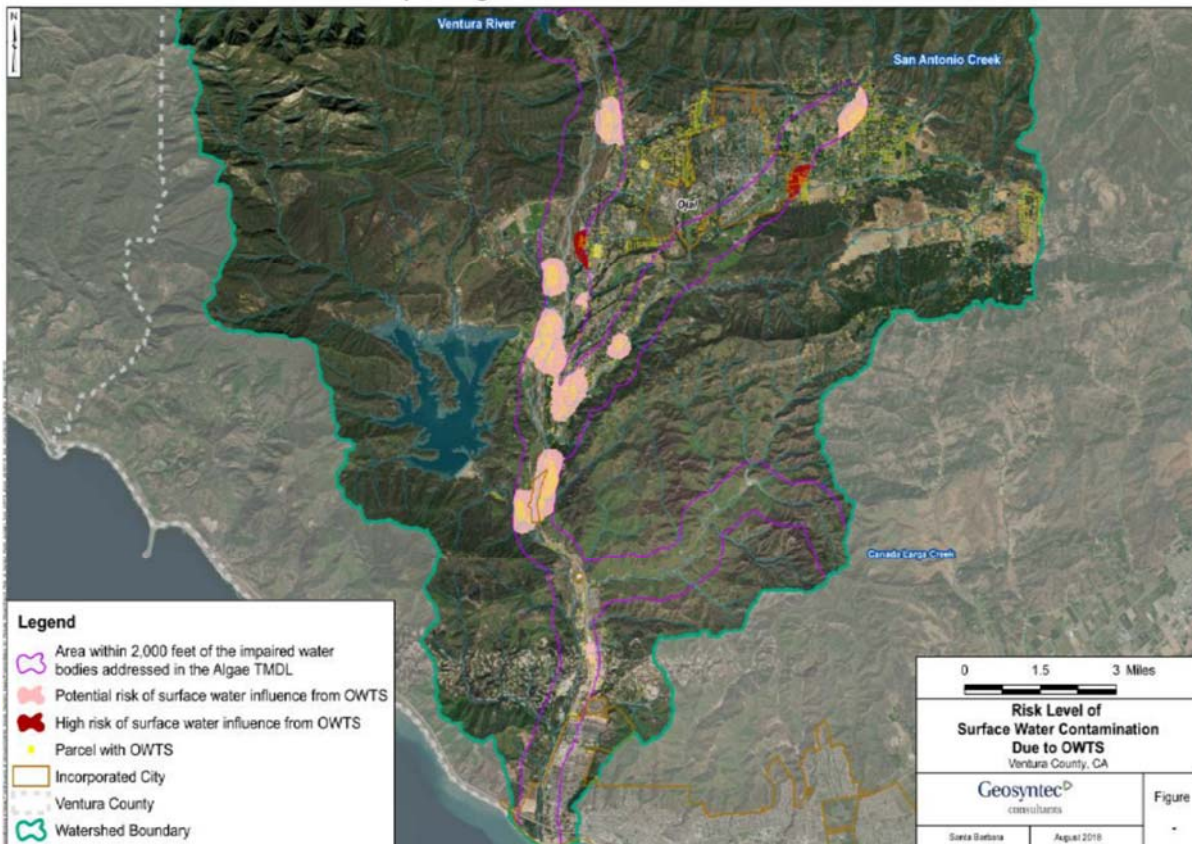 N
Ventura River
San Antonio Creek
Ojai
Canada Larga Creek
Legend
Area within 2,000 feet of the impaired water
bodies addressed in the Algae TMDL
Potential risk of surface water influence from OWTS
High risk of surface water influence from OWTS
Parcel with OWTS
Incorporated City
Ventura County
Watershed Boundary
0 1.5 3 Miles
Risk Level of
Surface Water Contamination
Due to OWTS
Ventura County, CA
Geosyntec
consultants
Figure
-
Santa Barbara
August 2018